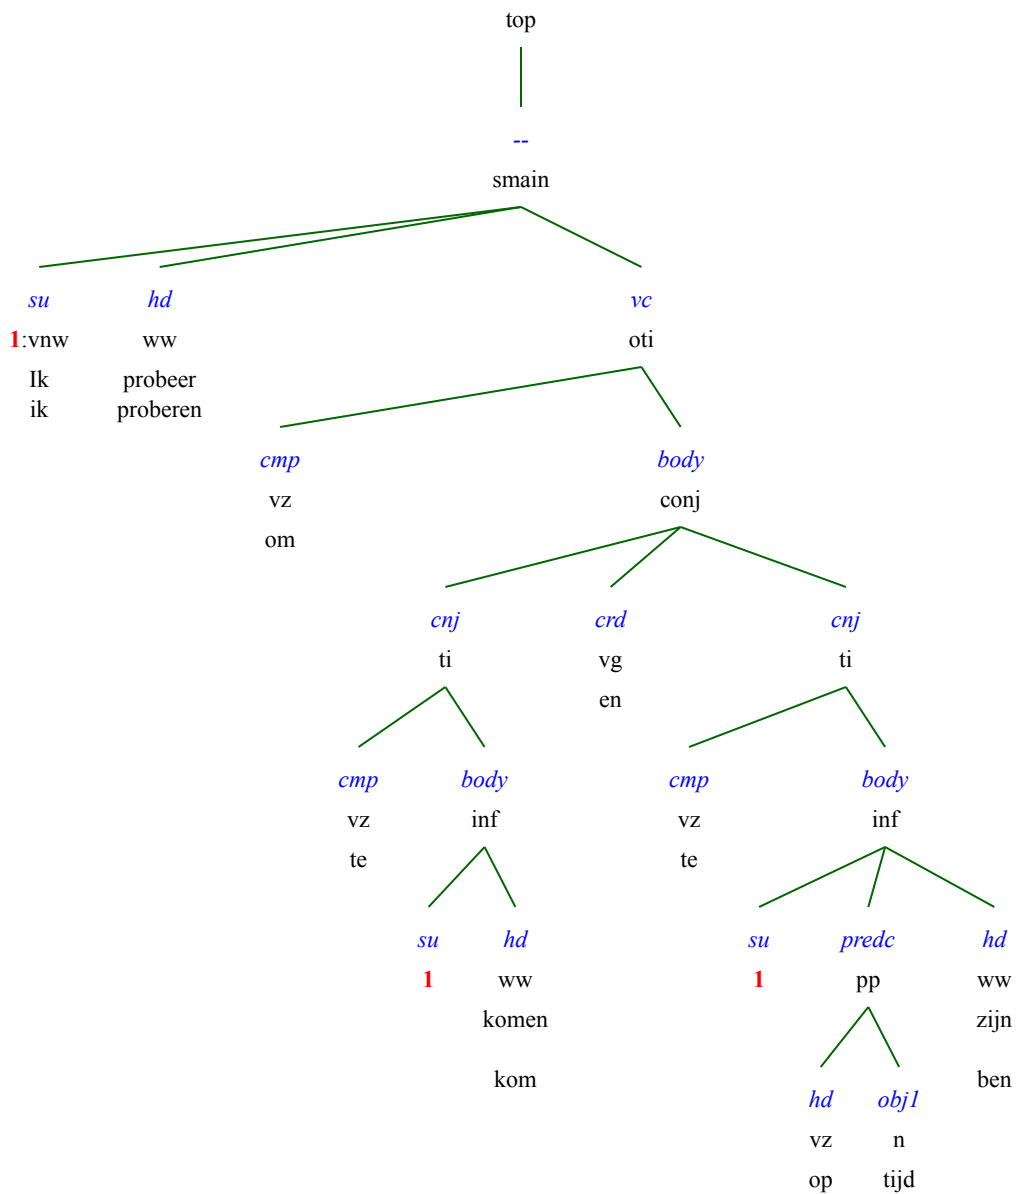 top
--
smain
su hd vc
1:vnw ww oti
Ik probeer
ik proberen
cmp body
vz conj
om
cnj crd cnj
ti vg ti
en
cmp body cmp body
vz inf vz inf
te te
su hd su predc hd
1 ww 1 pp ww
komen zijn
kom ben
hd obj1
vz n
op tijd